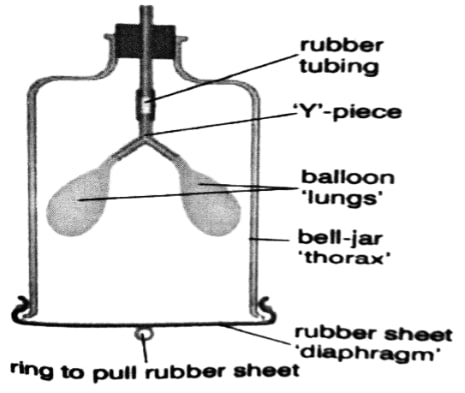 rubber
tubing
‘Y’-piece
balloon
‘lungs’
bell-jar
‘thorax’
rubber sheet
‘diaphragm’
ring to pull rubber sheet